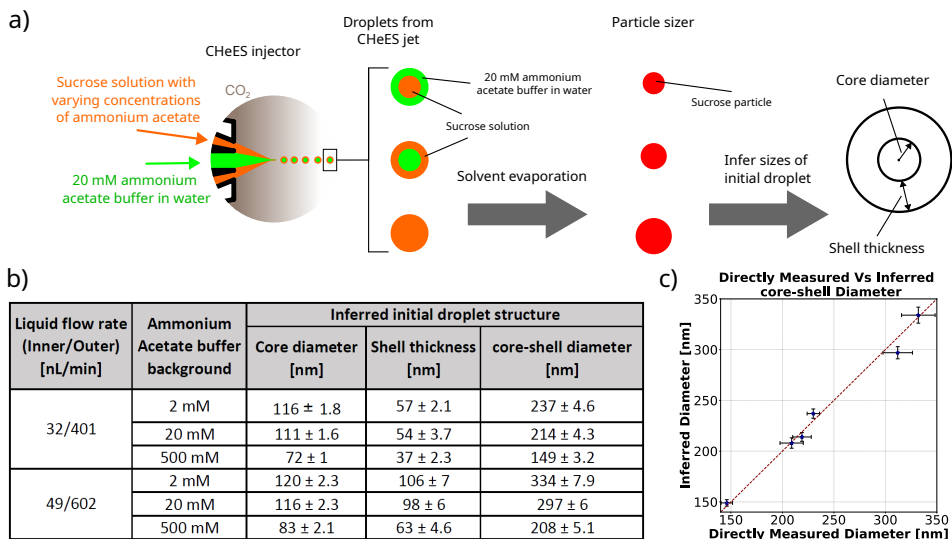 a)
CHeES injector
Sucrose solution with
varying concentrations
of ammonium acetate
CO2
20 mM ammonium
acetate buffer in water
Droplets from
CHeES jet
20 mM ammonium
acetate buffer in water
Sucrose solution
Solvent evaporation
Particle sizer
Sucrose particle
Infer sizes of
initial droplet
Core diameter
Shell thickness
b)
Liquid flow rate
(Inner/Outer)
[nL/min]
Ammonium
Acetate buffer
background
Inferred initial droplet structure
Core diameter
[nm]
Shell thickness
[nm]
core-shell diameter
[nm]
32/401
2 mM 116 ± 1.8 57 ± 2.1 237 ± 4.6
20 mM 111 ± 1.6 54 ± 3.7 214 ± 4.3
500 mM 72 ± 1 37 ± 2.3 149 ± 3.2
49/602
2 mM 120 ± 2.3 106 ± 7 334 ± 7.9
20 mM 116 ± 2.3 98 ± 6 297 ± 6
500 mM 83 ± 2.1 63 ± 4.6 208 ± 5.1
c)
Directly Measured Vs Inferred
core-shell Diameter
Inferred Diameter [nm]
350
300
250
200
150
150 200 250 300 350
Directly Measured Diameter [nm]